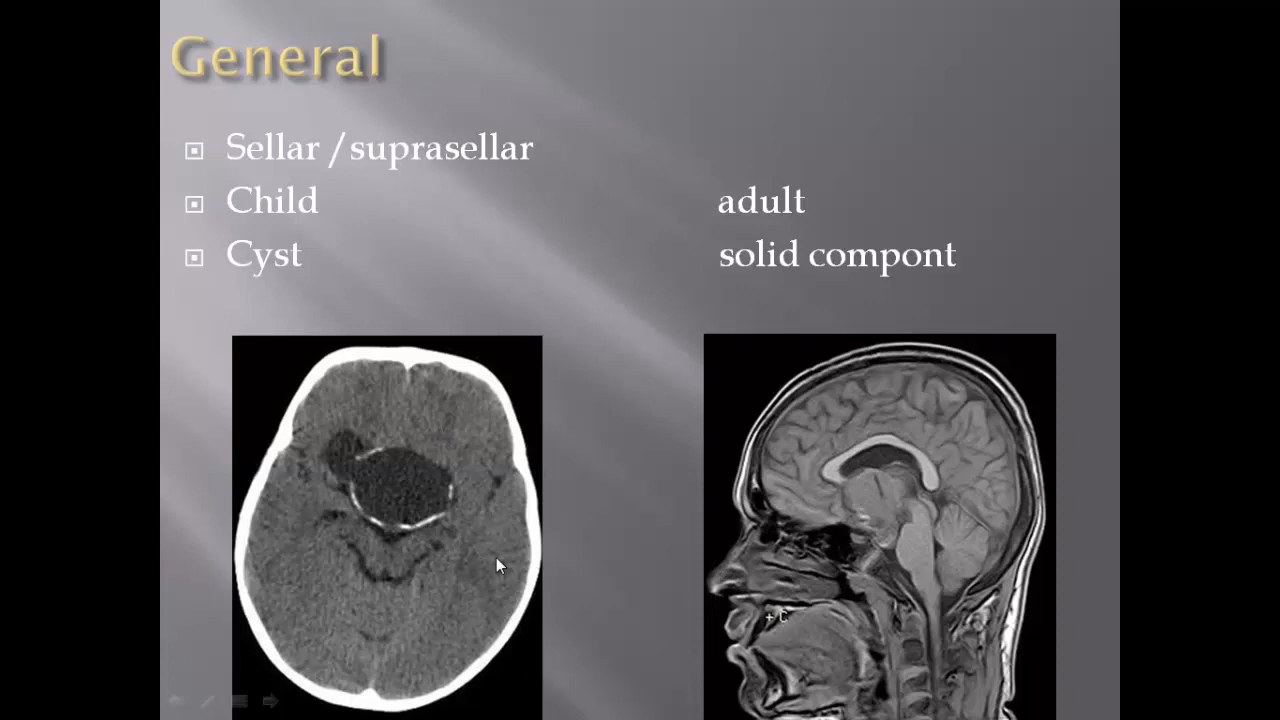 General
Sellar /suprasellar
Child adult
Cyst solid compont
+ C